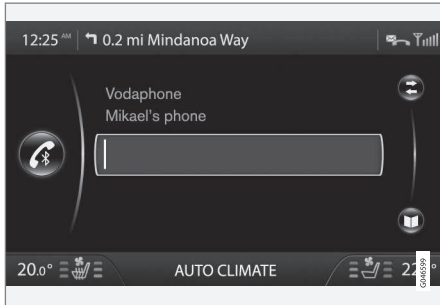 12:25 AM 0.2 mi Mindanoa Way
Vodaphone
Mikael's phone
20.0° AUTO CLIMATE 22 °
G046599